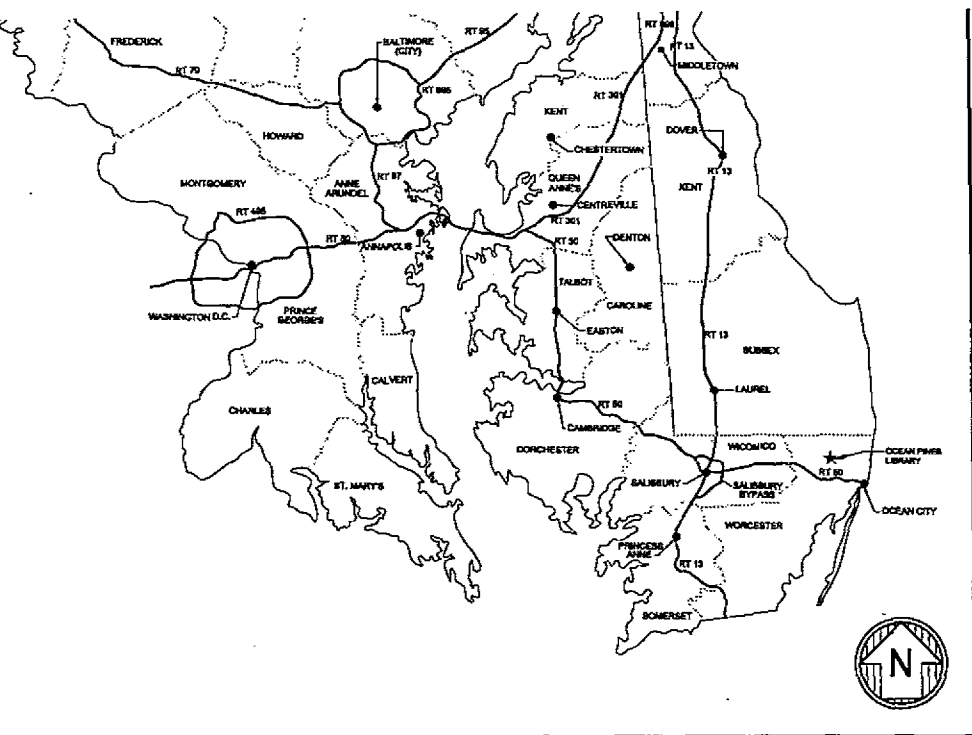 RT 95
FREDERICK
BALTIMORE
(CITY)
RT 13
MIDDLETOWN
RT 70
RT 695
RT 301
KENT
HOWARD
DOVER
CHESTERTOWN
RT 97
RT 13
MONTGOMERY
ANNE
ARUNDEL
QUEEN
ANNE'S
KENT
CENTREVILLE
RT 495
RT 301
RT 50
ANNAPOLIS
RT 50
DENTON
TALBOT
CAROLINE
WASHINGTON D.C.
PRINCE
GEORGE'S
EASTON
RT 13
SUSSEX
CALVERT
LAUREL
CHARLES
RT 50
CAMBRIDGE
DORCHESTER
WICOMICO
OCEAN PINES
LIBRARY
ST. MARY'S
SALISBURY
SALISBURY
BYPASS
RT 50
OCEAN CITY
WORCESTER
PRINCESS
ANNE
RT 13
SOMERSET
N